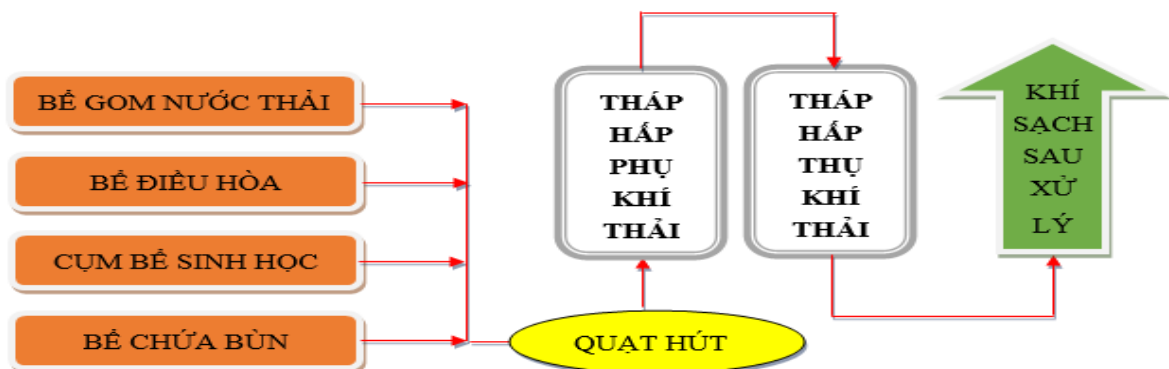 BỂ GOM NƯỚC THẢI
BỂ ĐIỀU HÒA
CỤM BỂ SINH HỌC
BỂ CHỨA BÙN
QUẠT HÚT
THÁP
HẤP
PHỤ
KHÍ
THẢI
THÁP
HẤP
THỤ
KHÍ
THẢI
KHÍ
SẠCH
SAU
XỬ
LÝ